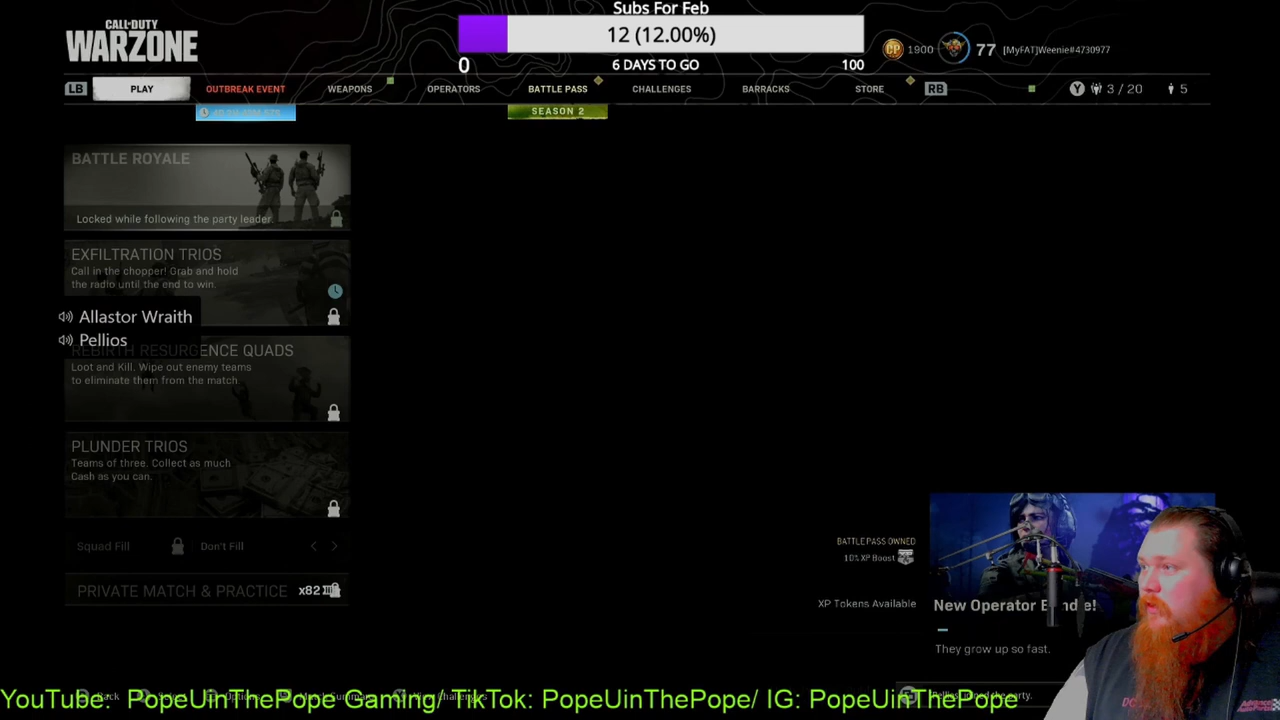 Subs For Feb
12 (12.00%)
0
6 DAYS TO GO
100
CALL·DUTY
WARZONE
1900
77
[MyFAT]Weenie#4730977
LB
PLAY
OUTBREAK EVENT
WEAPONS
OPERATORS
BATTLE PASS
CHALLENGES
BARRACKS
STORE
RB
Y
3 / 20
5
SEASON 2
BATTLE ROYALE
Locked while following the party leader.
EXFILTRATION TRIOS
Call in the chopper! Grab and hold
the radio until the end to win.
Allastor Wraith
Pellios
REBIRTH RESURGENCE QUADS
Loot and Kill. Wipe out enemy teams
to eliminate them from the match.
PLUNDER TRIOS
Teams of three. Collect as much
Cash as you can.
Squad Fill
Don't Fill
PRIVATE MATCH & PRACTICE
x82
BATTLE PASS OWNED
10% XP Boost
XP Tokens Available
New Operator
They grow up so fast.
Back
joined the party.
YouTube: PopeUinThePope Gaming/ TikTok: PopeUinThePope/ IG: PopeUinThePope